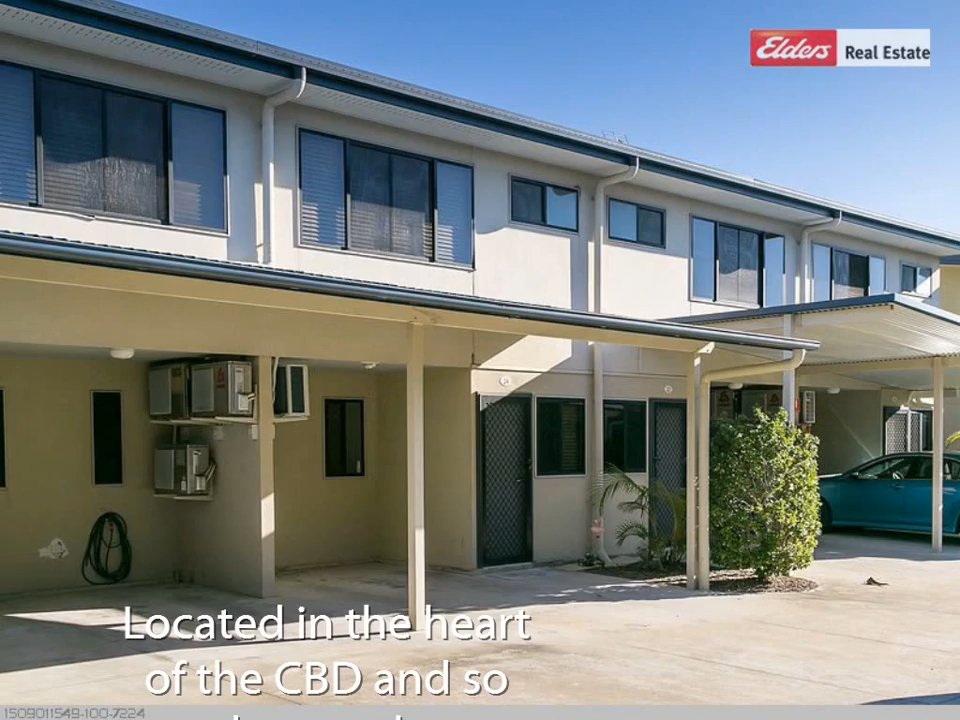 Elders Real Estate
Located in the heart
of the CBD and so
1509011549-100-7224